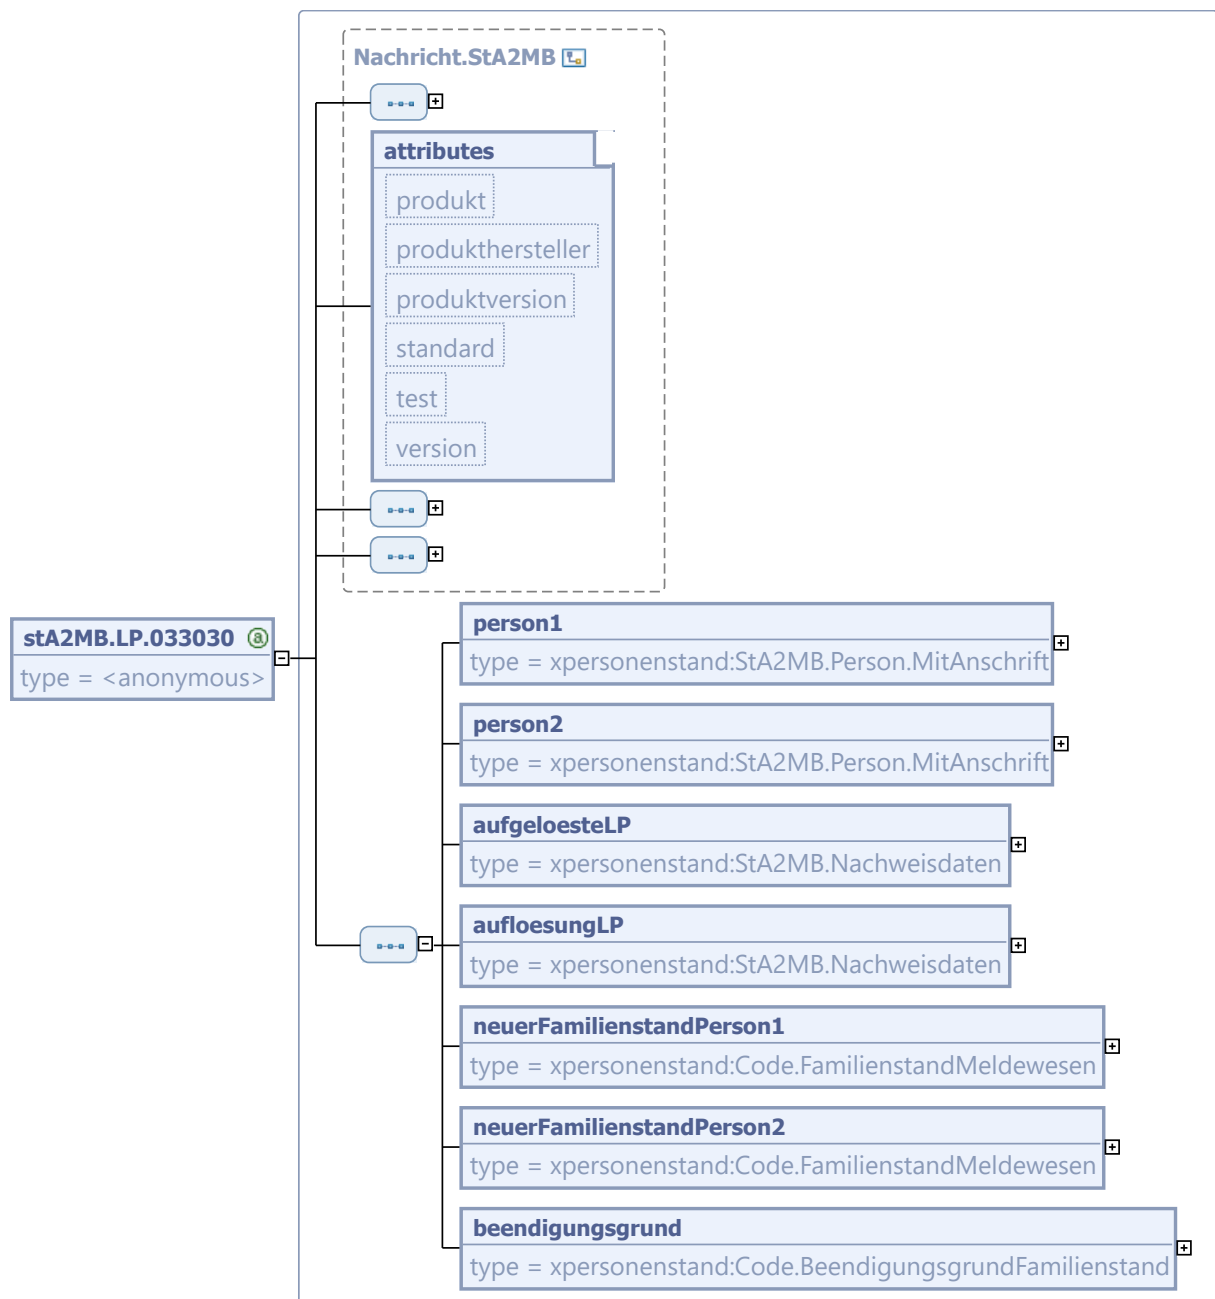 Nachricht.StA2MB
attributes
produkt
produkthersteller
produktversion
standard
test
version
stA2MB.LP.033030 @
type = <anonymous>
person1
type = xpersonenstand:StA2MB.Person.MitAnschrift
person2
type = xpersonenstand:StA2MB.Person.MitAnschrift
aufgeloesteLP
type = xpersonenstand:StA2MB.Nachweisdaten
aufloesungLP
type = xpersonenstand:StA2MB.Nachweisdaten
neuerFamilienstandPerson1
type = xpersonenstand:Code.FamilienstandMeldewesen
neuerFamilienstandPerson2
type = xpersonenstand:Code.FamilienstandMeldewesen
beendigungsgrund
type = xpersonenstand:Code.BeendigungsgrundFamilienstand